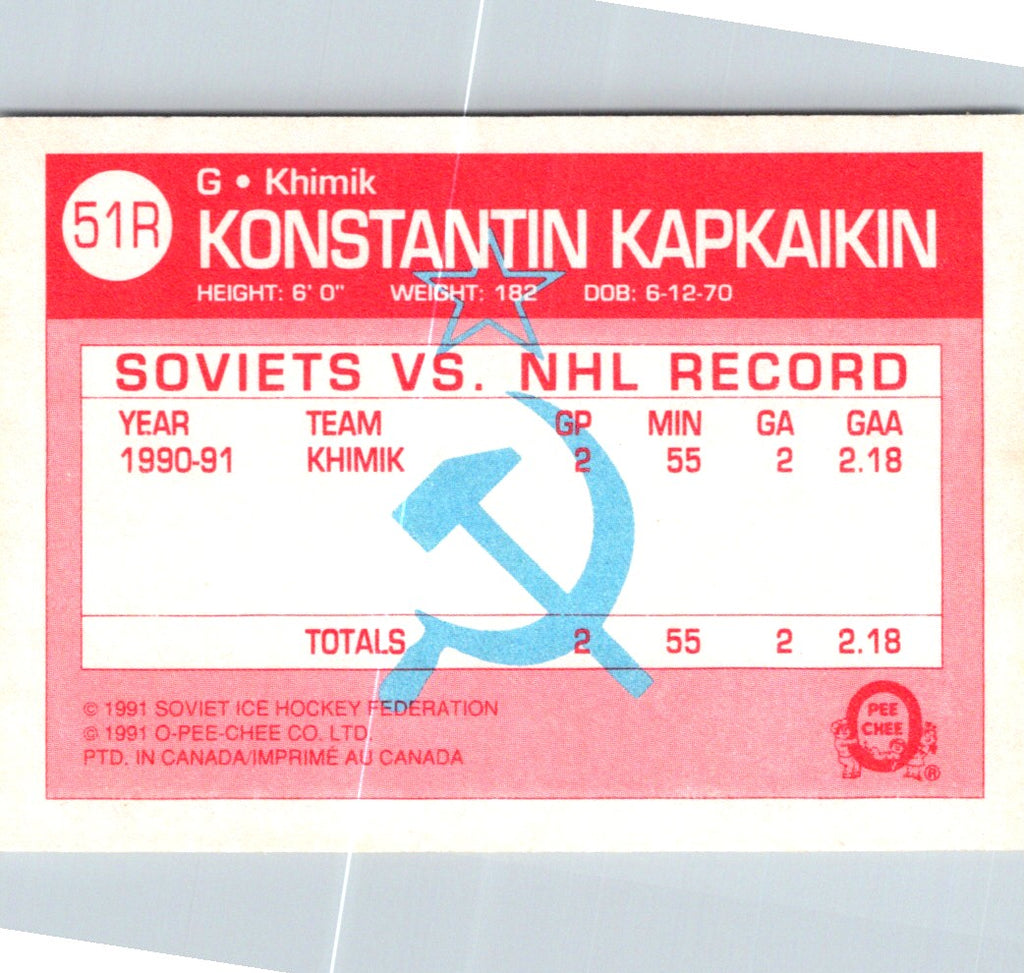 51R
G • Khimik
KONSTANTIN KAPKAIKIN
HEIGHT: 6' 0" WEIGHT: 182 DOB: 6-12-70
SOVIETS VS. NHL RECORD
YEAR TEAM GP MIN GA GAA
1990-91 KHIMIK 2 55 2 2.18
TOTALS 2 55 2 2.18
© 1991 SOVIET ICE HOCKEY FEDERATION
© 1991 O-PEE-CHEE CO. LTD.
PTD. IN CANADA/IMPRIMÉ AU CANADA
O
PEE
CHEE
®